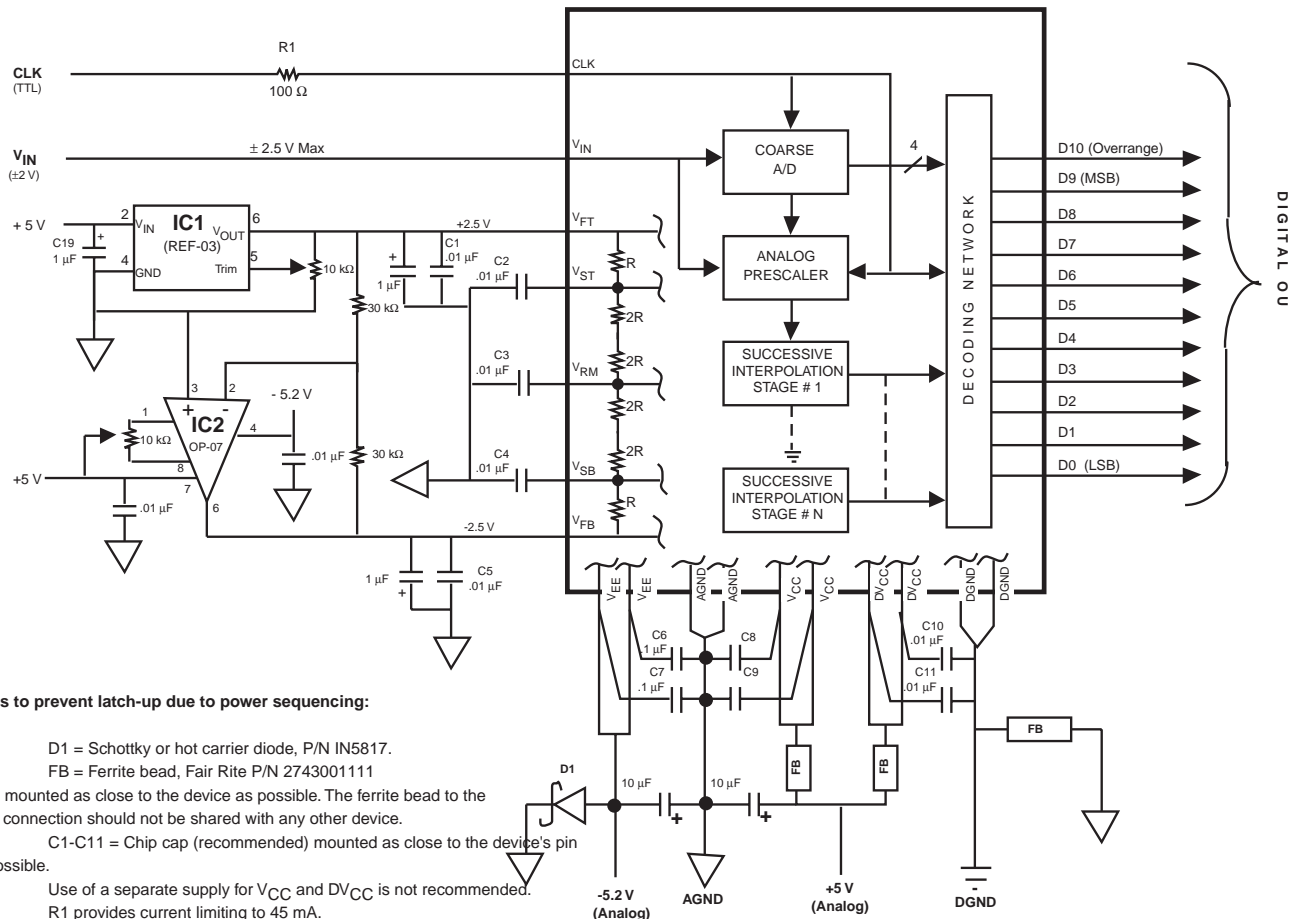 R1
CLK
(TTL)
100 Ω
CLK
VIN
(±2 V)
± 2.5 V Max
VIN
COARSE
A/D
4
D10 (Overrange)
D9 (MSB)
D8
D7
D6
D5
D4
D3
D2
D1
D0 (LSB)
DIGITAL OU
DECODING NETWORK
+ 5 V
2
VIN
IC1
(REF-03)
VOUT
6
C19
1 µF
+
4
GND
Trim
5
10 kΩ
+2.5 V
VFT
30 kΩ
+
1 µF
C1
.01 µF
C2
.01 µF
VST
R
2R
ANALOG
PRESCALER
C3
.01 µF
VRM
2R
2R
SUCCESSIVE
INTERPOLATION
STAGE # 1
3
2
- 5.2 V
1
+
-
IC2
OP-07
4
10 kΩ
8
7
6
+5 V
.01 µF
.01 µF
30 kΩ
C4
.01 µF
VSB
2R
R
SUCCESSIVE
INTERPOLATION
STAGE # N
-2.5 V
VFB
1 µF
+
C5
.01 µF
VEE
VEE
AGND
AGND
VCC
VCC
DVCC
DVCC
DGND
DGND
C6
.1 µF
C8
C7
.1 µF
C9
C10
.01 µF
C11
.01 µF
FB
FB
FB
D1
10 µF
+
10 µF
+
-5.2 V
(Analog)
AGND
+5 V
(Analog)
DGND
s to prevent latch-up due to power sequencing:
D1 = Schottky or hot carrier diode, P/N IN5817.
FB = Ferrite bead, Fair Rite P/N 2743001111
mounted as close to the device as possible. The ferrite bead to the
connection should not be shared with any other device.
C1-C11 = Chip cap (recommended) mounted as close to the device's pin
ossible.
Use of a separate supply for VCC and DVCC is not recommended.
R1 provides current limiting to 45 mA.